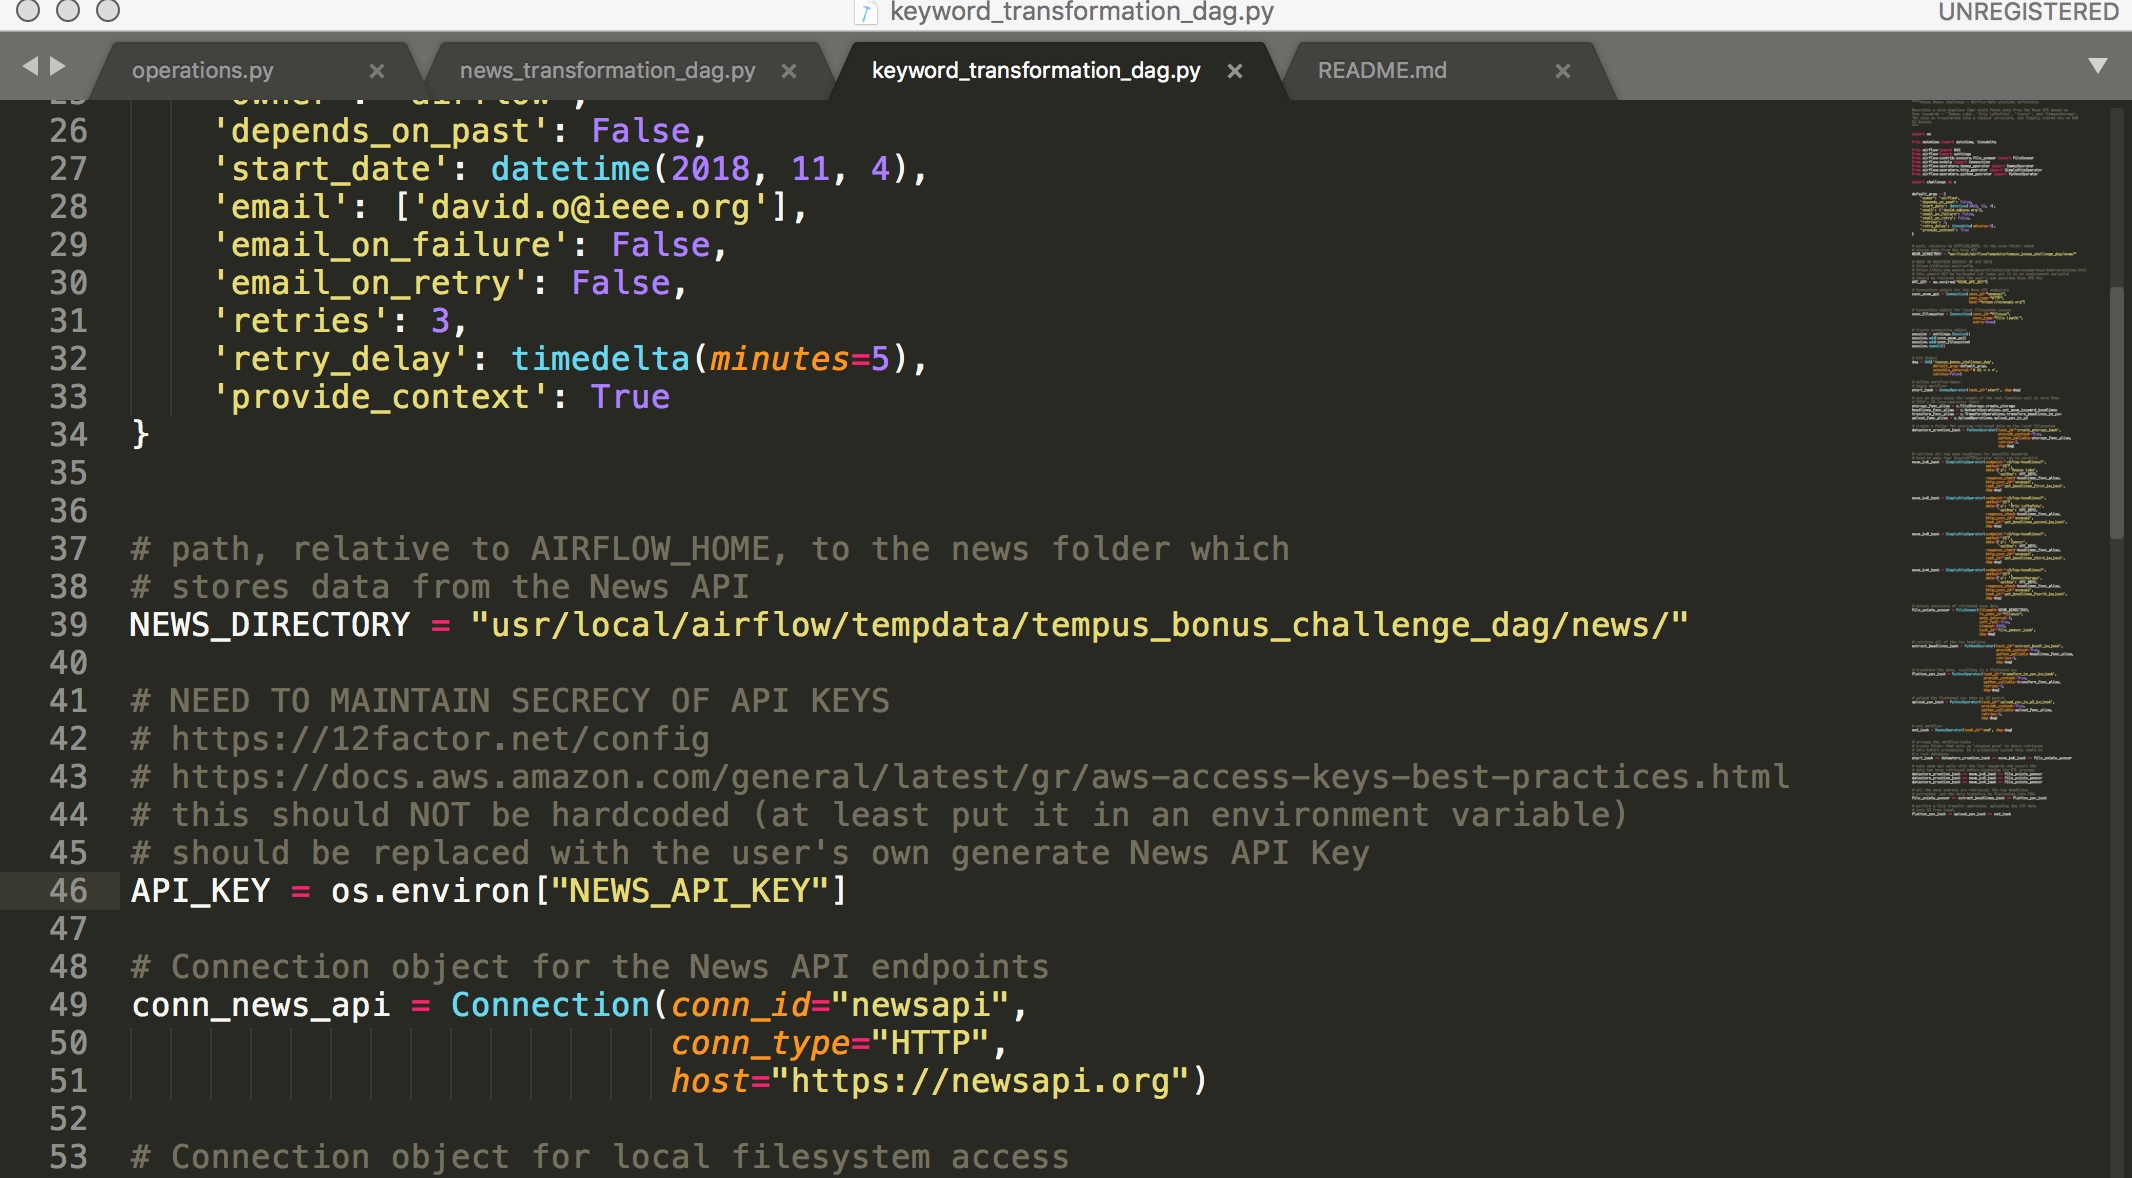 keyword_transformation_dag.py
UNREGISTERED
operations.py
news_transformation_dag.py
keyword_transformation_dag.py
README.md
25 'owner': 'airflow',
26 'depends_on_past': False,
27 'start_date': datetime(2018, 11, 4),
28 'email': ['david.o@ieee.org'],
29 'email_on_failure': False,
30 'email_on_retry': False,
31 'retries': 3,
32 'retry_delay': timedelta(minutes=5),
33 'provide_context': True
34 }
35
36
37 # path, relative to AIRFLOW_HOME, to the news folder which
38 # stores data from the News API
39 NEWS_DIRECTORY = "usr/local/airflow/tempdata/tempus_bonus_challenge_dag/news/"
40
41 # NEED TO MAINTAIN SECRECY OF API KEYS
42 # https://12factor.net/config
43 # https://docs.aws.amazon.com/general/latest/gr/aws-access-keys-best-practices.html
44 # this should NOT be hardcoded (at least put it in an environment variable)
45 # should be replaced with the user's own generate News API Key
46 API_KEY = os.environ["NEWS_API_KEY"]
47
48 # Connection object for the News API endpoints
49 conn_news_api = Connection(conn_id="newsapi",
50 conn_type="HTTP",
51 host="https://newsapi.org")
52
53 # Connection object for local filesystem access